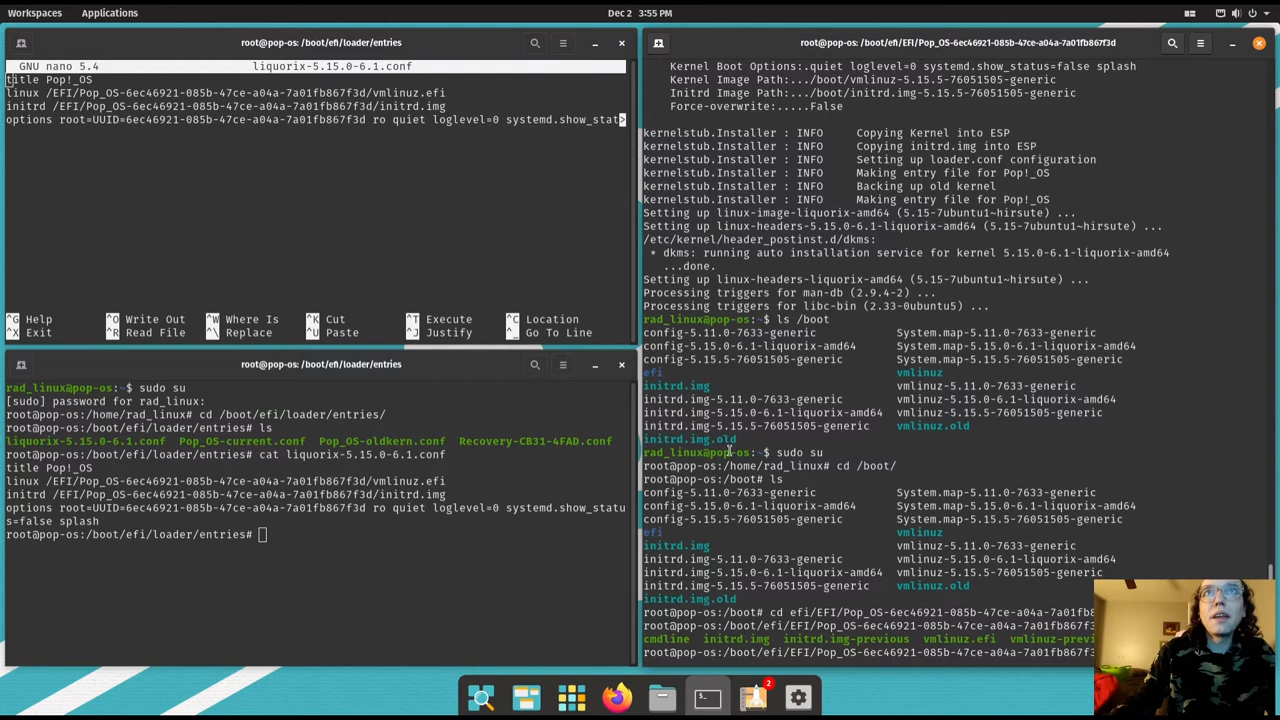 Workspaces Applications
Dec 2 3:55 PM
root@pop-os: /boot/efi/loader/entries
GNU nano 5.4 liquorix-5.15.0-6.1.conf
title Pop!_OS
linux /EFI/Pop_OS-6ec46921-085b-47ce-a04a-7a01fb867f3d/vmlinuz.efi
initrd /EFI/Pop_OS-6ec46921-085b-47ce-a04a-7a01fb867f3d/initrd.img
options root=UUID=6ec46921-085b-47ce-a04a-7a01fb867f3d ro quiet loglevel=0 systemd.show_stat>
^G Help ^O Write Out ^W Where Is ^K Cut ^T Execute ^C Location
^X Exit ^R Read File ^\ Replace ^U Paste ^J Justify ^_ Go To Line
root@pop-os: /boot/efi/loader/entries
rad_linux@pop-os:~$ sudo su
[sudo] password for rad_linux:
root@pop-os:/home/rad_linux# cd /boot/efi/loader/entries/
root@pop-os:/boot/efi/loader/entries# ls
liquorix-5.15.0-6.1.conf Pop_OS-current.conf Pop_OS-oldkern.conf Recovery-CB31-4FAD.conf
root@pop-os:/boot/efi/loader/entries# cat liquorix-5.15.0-6.1.conf
title Pop!_OS
linux /EFI/Pop_OS-6ec46921-085b-47ce-a04a-7a01fb867f3d/vmlinuz.efi
initrd /EFI/Pop_OS-6ec46921-085b-47ce-a04a-7a01fb867f3d/initrd.img
options root=UUID=6ec46921-085b-47ce-a04a-7a01fb867f3d ro quiet loglevel=0 systemd.show_statu
s=false splash
root@pop-os:/boot/efi/loader/entries#
root@pop-os: /boot/efi/EFI/Pop_OS-6ec46921-085b-47ce-a04a-7a01fb867f3d
Kernel Boot Options:.quiet loglevel=0 systemd.show_status=false splash
Kernel Image Path:.../boot/vmlinuz-5.15.5-76051505-generic
Initrd Image Path:.../boot/initrd.img-5.15.5-76051505-generic
Force-overwrite:.....False
kernelstub.Installer : INFO Copying Kernel into ESP
kernelstub.Installer : INFO Copying initrd.img into ESP
kernelstub.Installer : INFO Setting up loader.conf configuration
kernelstub.Installer : INFO Making entry file for Pop!_OS
kernelstub.Installer : INFO Backing up old kernel
kernelstub.Installer : INFO Making entry file for Pop!_OS
Setting up linux-image-liquorix-amd64 (5.15-7ubuntu1~hirsute) ...
Setting up linux-headers-5.15.0-6.1-liquorix-amd64 (5.15-7ubuntu1~hirsute) ...
/etc/kernel/header_postinst.d/dkms:
* dkms: running auto installation service for kernel 5.15.0-6.1-liquorix-amd64
...done.
Setting up linux-headers-liquorix-amd64 (5.15-7ubuntu1~hirsute) ...
Processing triggers for man-db (2.9.4-2) ...
Processing triggers for libc-bin (2.33-0ubuntu5) ...
rad_linux@pop-os:~$ ls /boot
config-5.11.0-7633-generic System.map-5.11.0-7633-generic
config-5.15.0-6.1-liquorix-amd64 System.map-5.15.0-6.1-liquorix-amd64
config-5.15.5-76051505-generic System.map-5.15.5-76051505-generic
efi vmlinuz
initrd.img vmlinuz-5.11.0-7633-generic
initrd.img-5.11.0-7633-generic vmlinuz-5.15.0-6.1-liquorix-amd64
initrd.img-5.15.0-6.1-liquorix-amd64 vmlinuz-5.15.5-76051505-generic
initrd.img-5.15.5-76051505-generic vmlinuz.old
initrd.img.old
rad_linux@pop-os:~$ sudo su
root@pop-os:/home/rad_linux# cd /boot/
root@pop-os:/boot# ls
config-5.11.0-7633-generic System.map-5.11.0-7633-generic
config-5.15.0-6.1-liquorix-amd64 System.map-5.15.0-6.1-liquorix-amd64
config-5.15.5-76051505-generic System.map-5.15.5-76051505-generic
efi vmlinuz
initrd.img vmlinuz-5.11.0-7633-generic
initrd.img-5.11.0-7633-generic vmlinuz-5.15.0-6.1-liquorix-amd64
initrd.img-5.15.0-6.1-liquorix-amd64 vmlinuz-5.15.5-76051505-generic
initrd.img-5.15.5-76051505-generic vmlinuz.old
initrd.img.old
root@pop-os:/boot# cd efi/EFI/Pop_OS-6ec46921-085b-47ce-a04a-7a01fb8
root@pop-os:/boot/efi/EFI/Pop_OS-6ec46921-085b-47ce-a04a-7a01fb867f3
cmdline initrd.img initrd.img-previous vmlinuz.efi vmlinuz-previ
root@pop-os:/boot/efi/EFI/Pop_OS-6ec46921-085b-47ce-a04a-7a01fb867f3
2